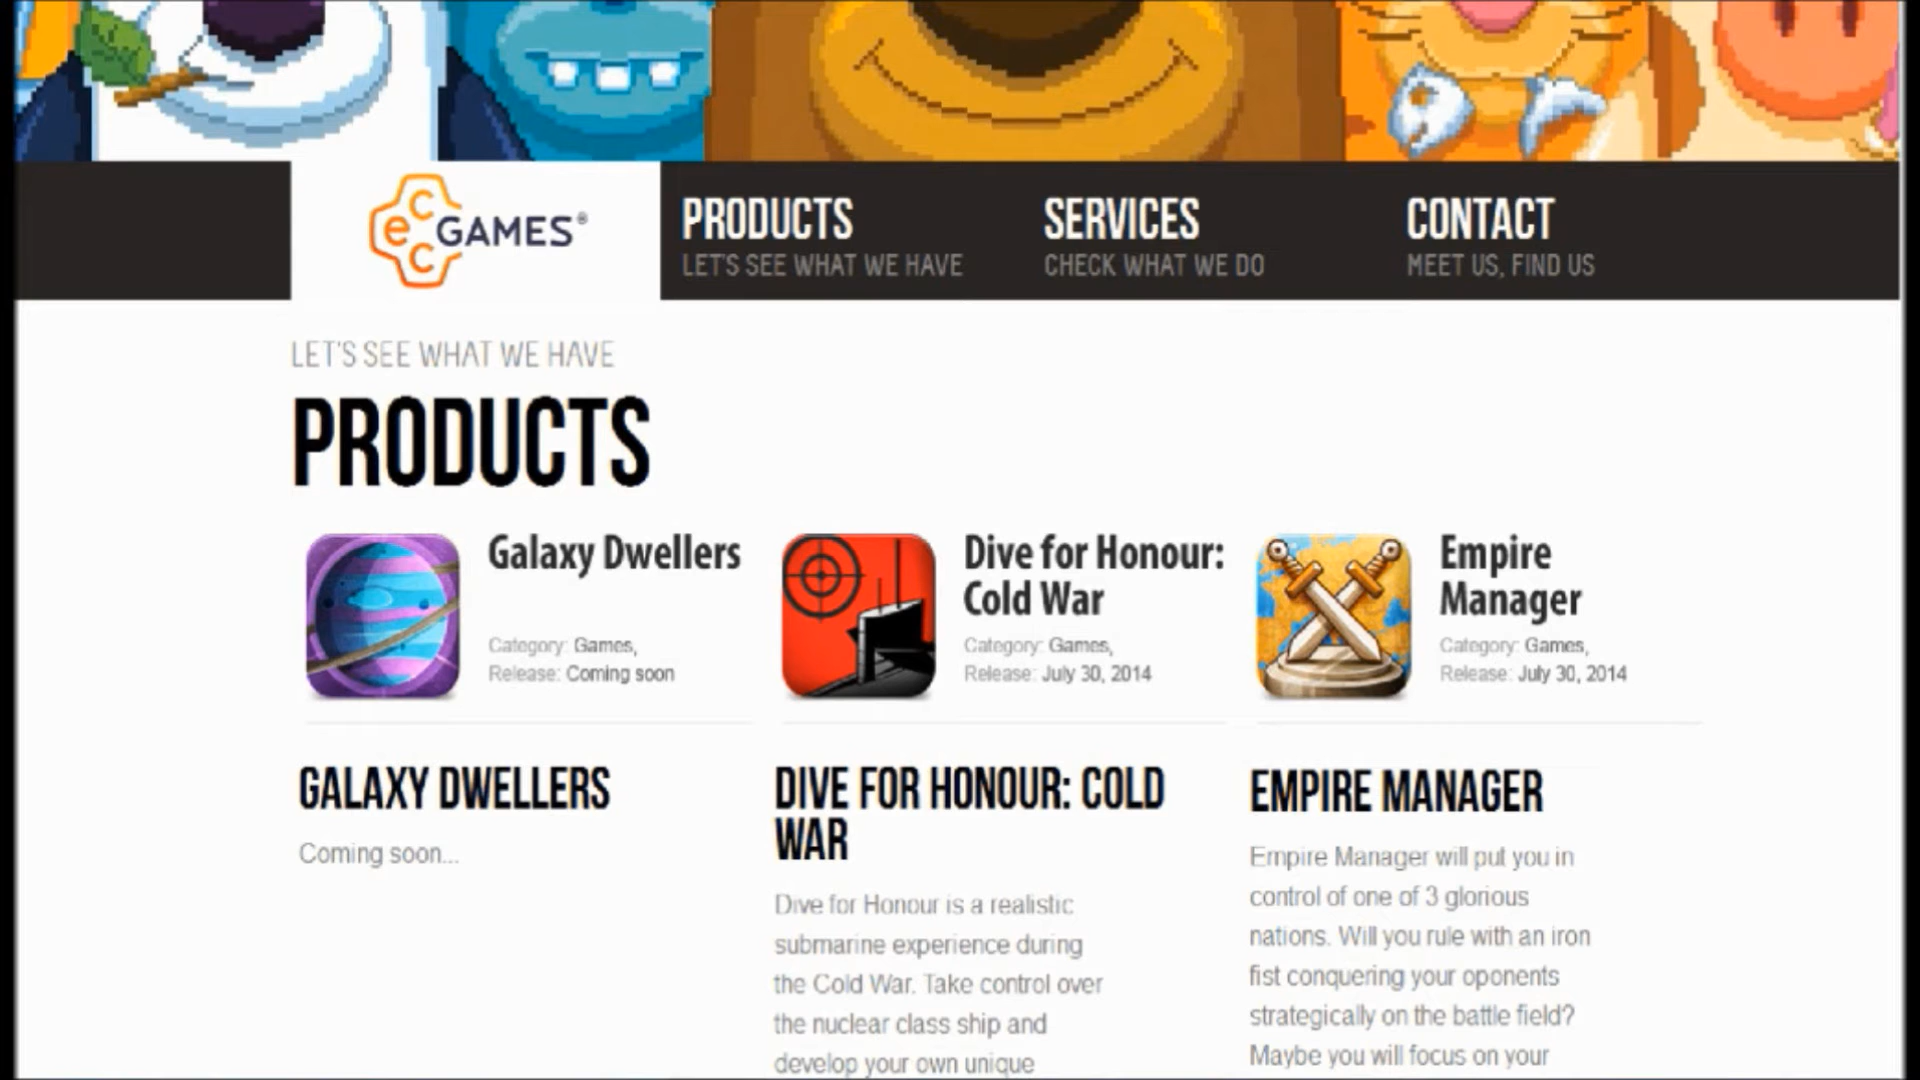 ecc GAMES®
PRODUCTS
LET'S SEE WHAT WE HAVE
SERVICES
CHECK WHAT WE DO
CONTACT
MEET US, FIND US
LET'S SEE WHAT WE HAVE
PRODUCTS
Galaxy Dwellers
Category: Games,
Release: Coming soon
Dive for Honour:
Cold War
Category: Games,
Release: July 30, 2014
Empire
Manager
Category: Games,
Release: July 30, 2014
GALAXY DWELLERS
Coming soon...
DIVE FOR HONOUR: COLD
WAR
Dive for Honour is a realistic
submarine experience during
the Cold War. Take control over
the nuclear class ship and
develop your own unique
EMPIRE MANAGER
Empire Manager will put you in
control of one of 3 glorious
nations. Will you rule with an iron
fist conquering your oponents
strategically on the battle field?
Maybe you will focus on your